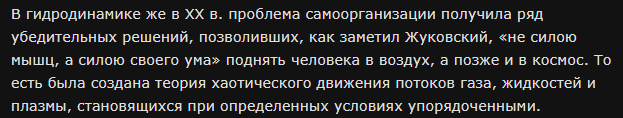 В гидродинамике же в XX в. проблема самоорганизации получила ряд
убедительных решений, позволивших, как заметил Жуковский, «не силою
мышц, а силою своего ума» поднять человека в воздух, а позже и в космос. То
есть была создана теория хаотического движения потоков газа, жидкостей и
плазмы, становящихся при определенных условиях упорядоченными.